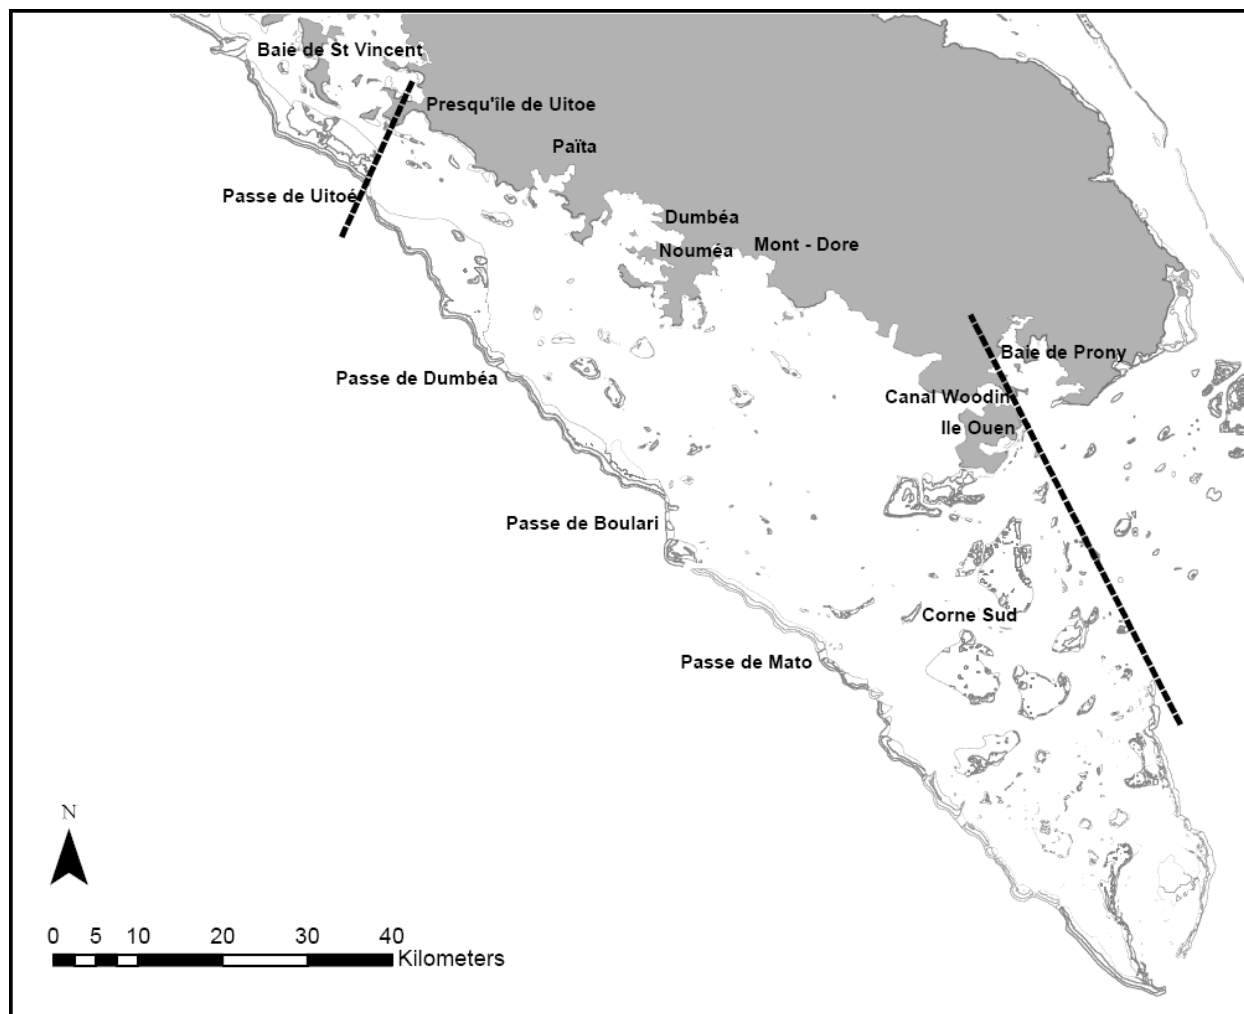 Baie de St Vincent
Presqu'île de Uitoe
Païta
Passe de Uitoé
Dumbéa
Nouméa
Mont - Dore
Baie de Prony
Passe de Dumbéa
Canal Woodin
Ile Ouen
Passe de Boulari
Corne Sud
Passe de Mato
N
0 5 10 20 30 40
Kilometers